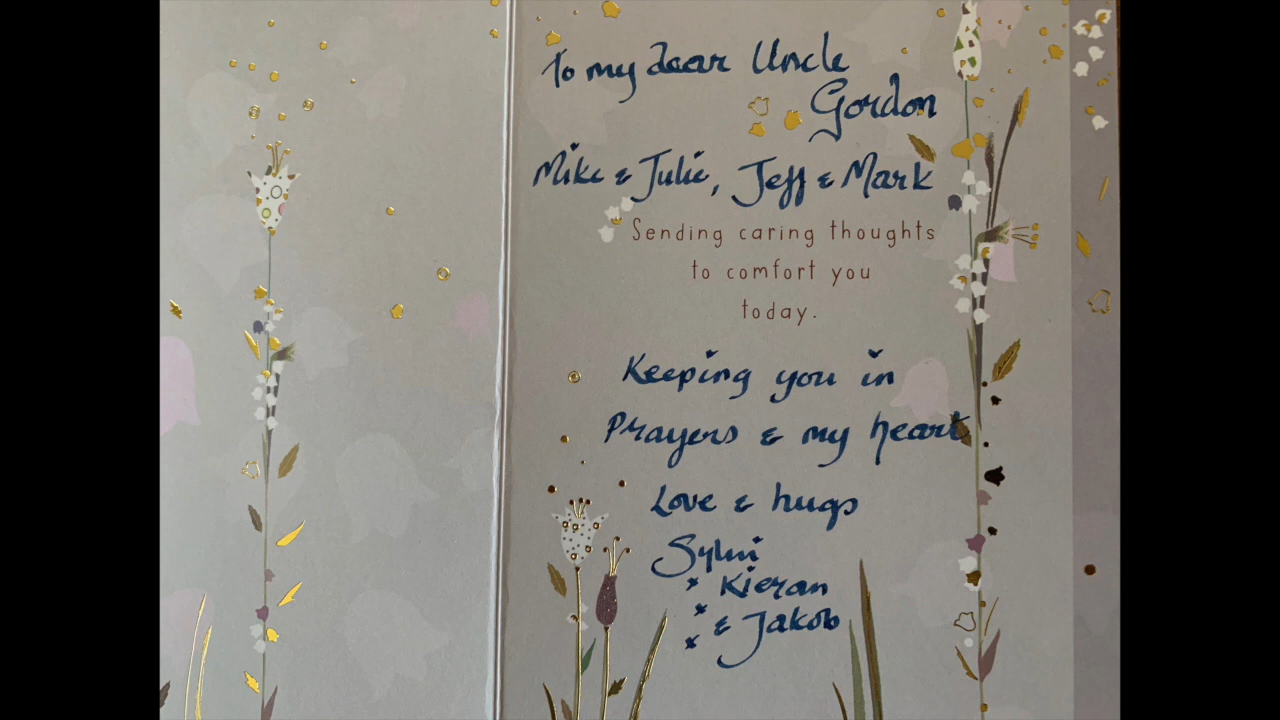 To my dear Uncle
Gordon
Mike & Julie, Jeff & Mark
Sending caring thoughts
to comfort you
today.
Keeping you in
Prayers & my heart
Love & hugs
Sylvi
x Kieran
x & Jakob
x